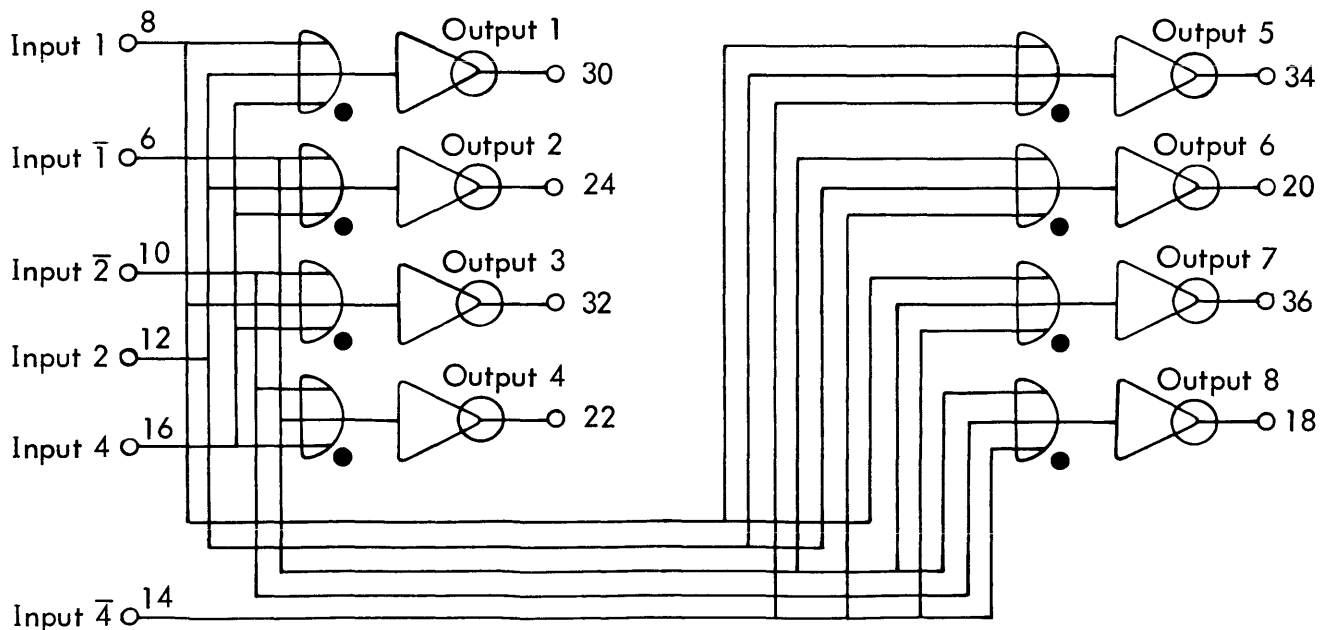 Input 1 8
Output 1
30
Input 1̅ 6
Output 2
24
Input 2̅ 10
Output 3
32
Input 2 12
Output 4
22
Input 4 16
Input 4̅ 14
Output 5
34
Output 6
20
Output 7
36
Output 8
18